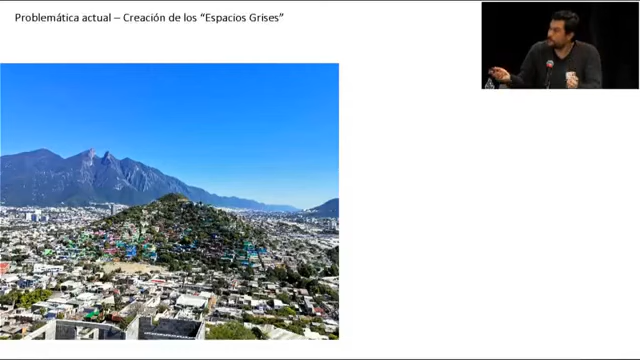 Problemática actual – Creación de los “Espacios Grises”